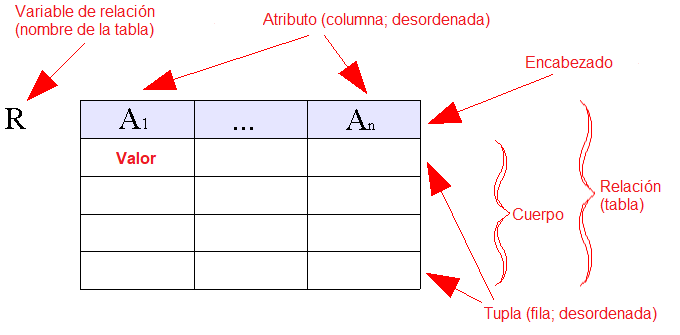 Variable de relación
(nombre de la tabla)
Atributo (columna; desordenada)
Encabezado
R
A1
...
An
Valor
Relación
(tabla)
Cuerpo
Tupla (fila; desordenada)